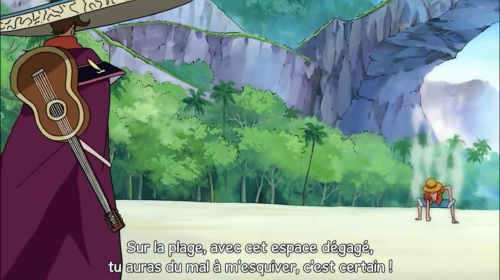 Sur la plage, avec cet espace dégagé,
tu auras du mal à m'esquiver, c'est certain !